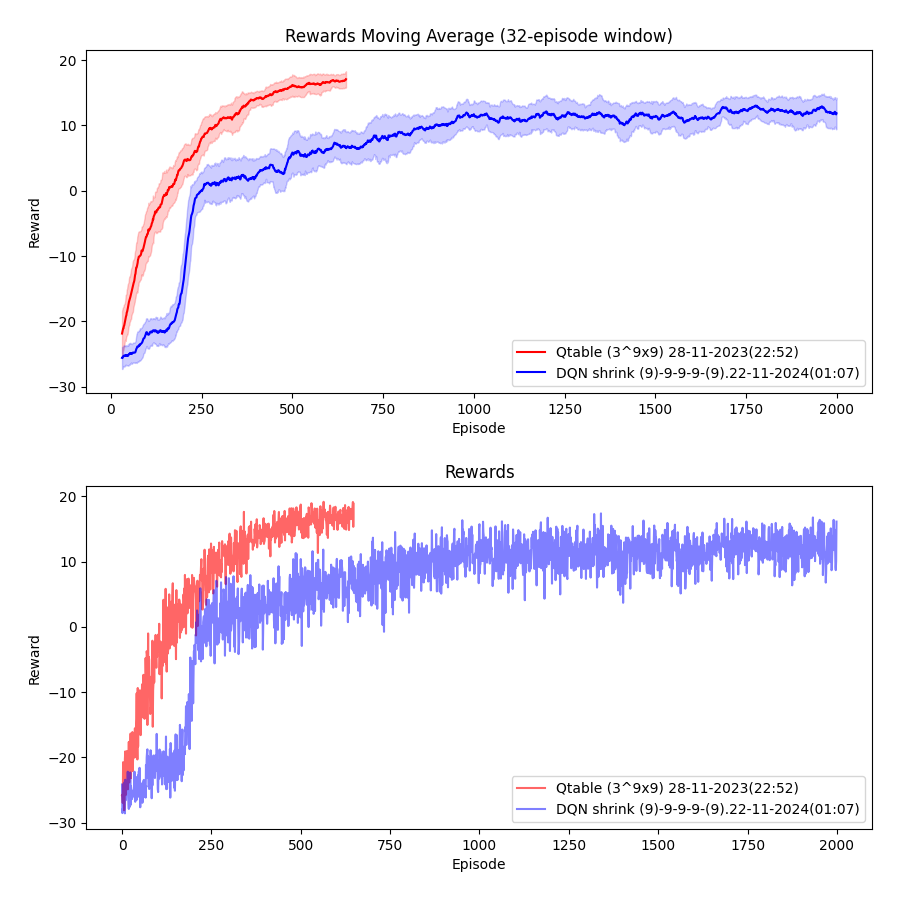 Rewards Moving Average (32-episode window)
20
10
0
−10
−20
−30
Reward
Qtable (3^9x9) 28-11-2023(22:52)
DQN shrink (9)-9-9-9-(9).22-11-2024(01:07)
0 250 500 750 1000 1250 1500 1750 2000
Episode
Rewards
20
10
0
−10
−20
−30
Reward
Qtable (3^9x9) 28-11-2023(22:52)
DQN shrink (9)-9-9-9-(9).22-11-2024(01:07)
0 250 500 750 1000 1250 1500 1750 2000
Episode